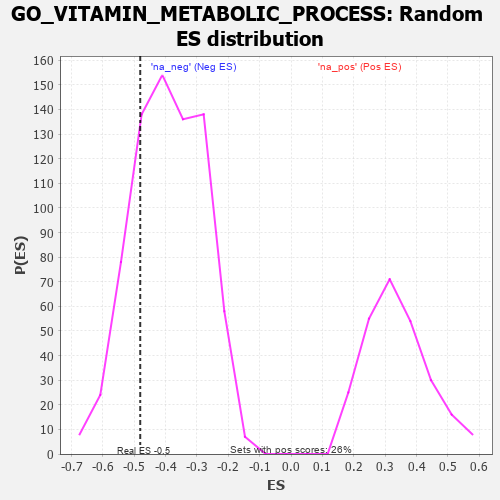 GO_VITAMIN_METABOLIC_PROCESS: Random
ES distribution
'na_neg' (Neg ES) 'na_pos' (Pos ES)
160
150
140
130
120
110
100
90
80
70
60
50
40
30
20
10
0
P(ES)
Real ES -0.5 Sets with pos scores: 26%
-0.7 -0.6 -0.5 -0.4 -0.3 -0.2 -0.1 0.0 0.1 0.2 0.3 0.4 0.5 0.6
ES